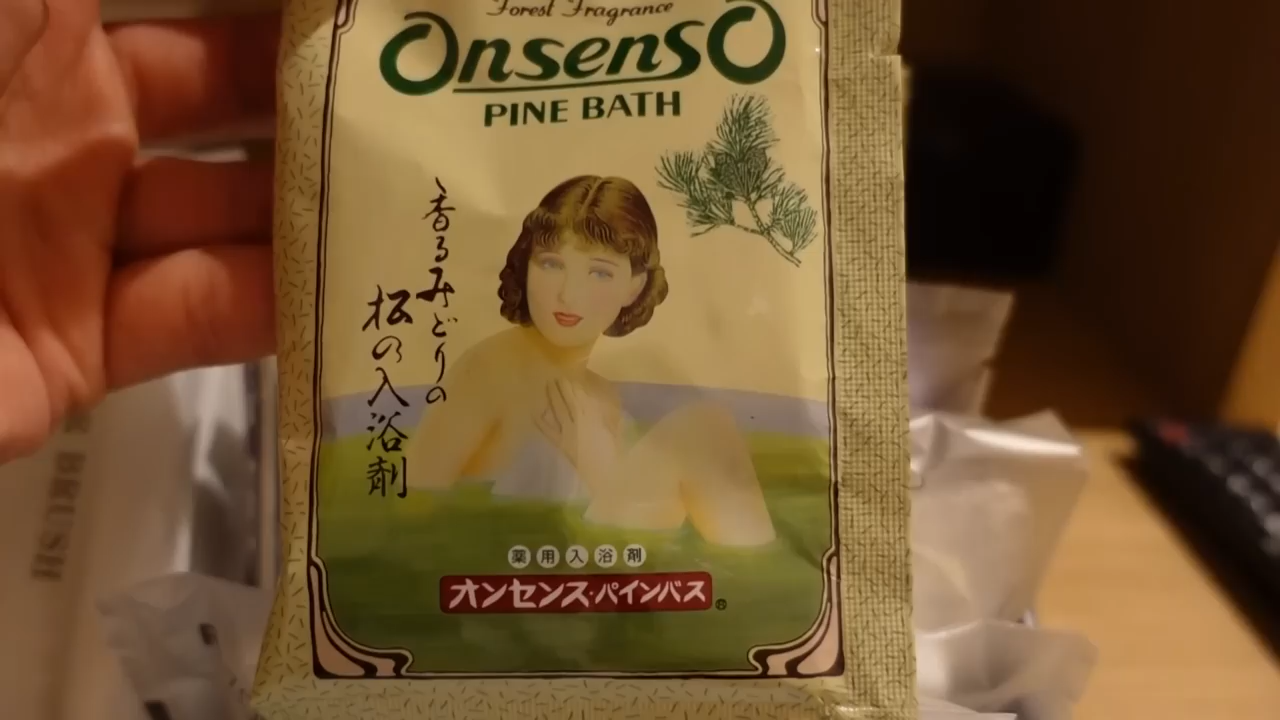 Forest Fragrance
OnsensO
PINE BATH
香るみどりの
松の入浴剤
薬用入浴剤
オンセンス・パインバス®
BRUSH